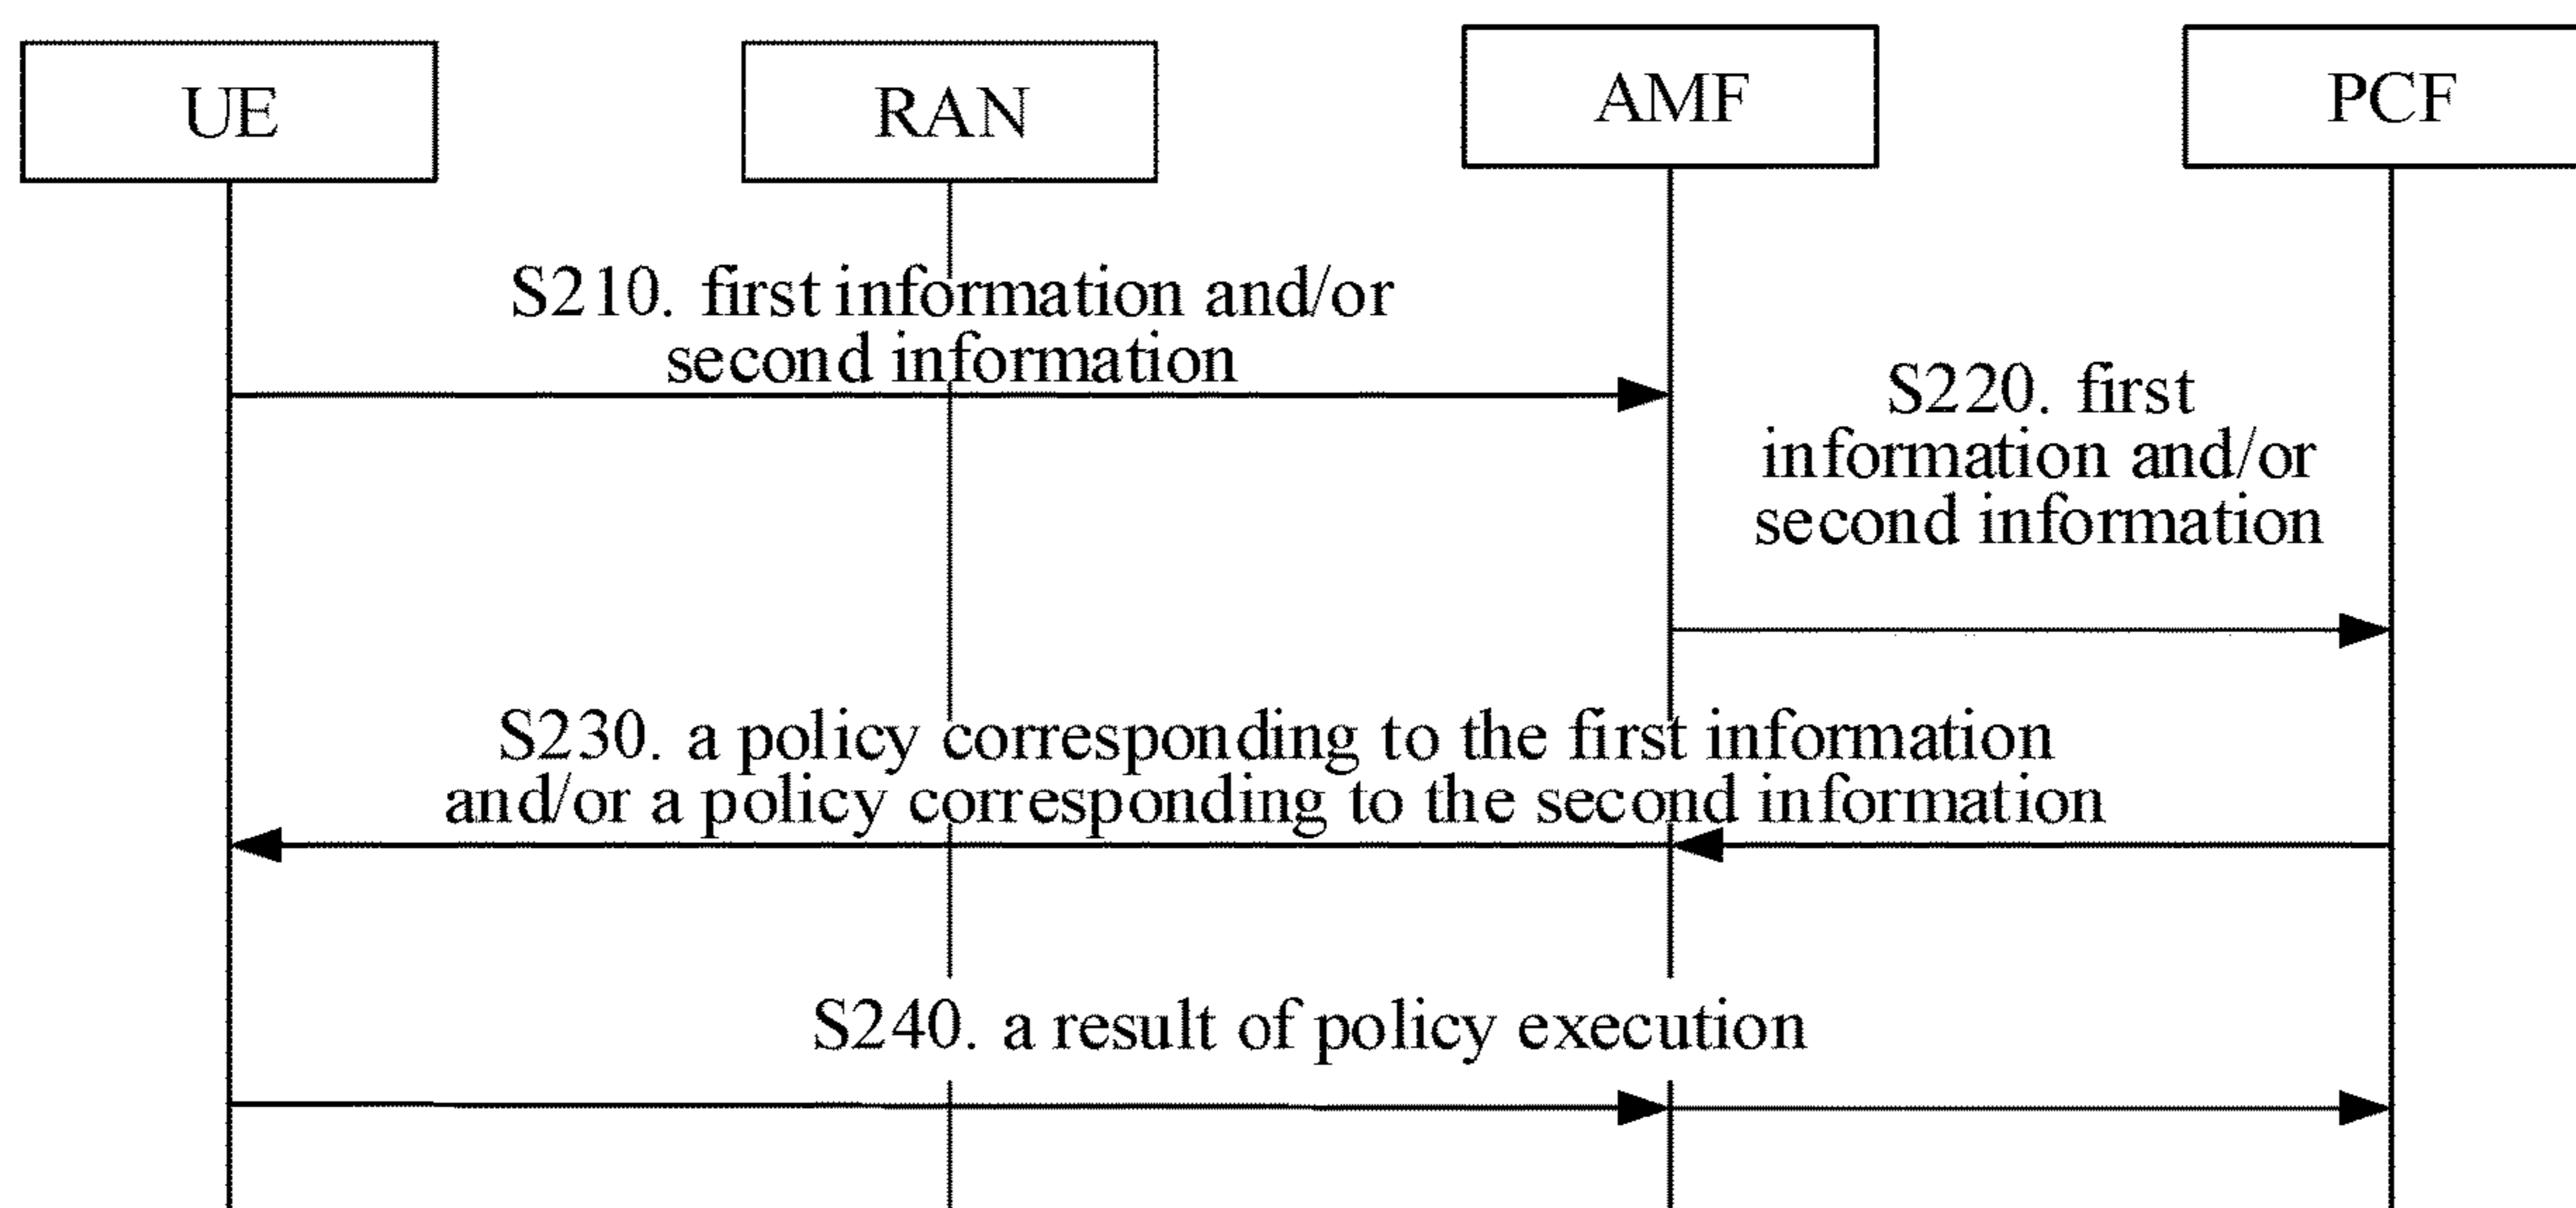 UE
RAN
AMF
PCF
S210. first information and/or
second information
S220. first
information and/or
second information
S230. a policy corresponding to the first information
and/or a policy corresponding to the second information
S240. a result of policy execution